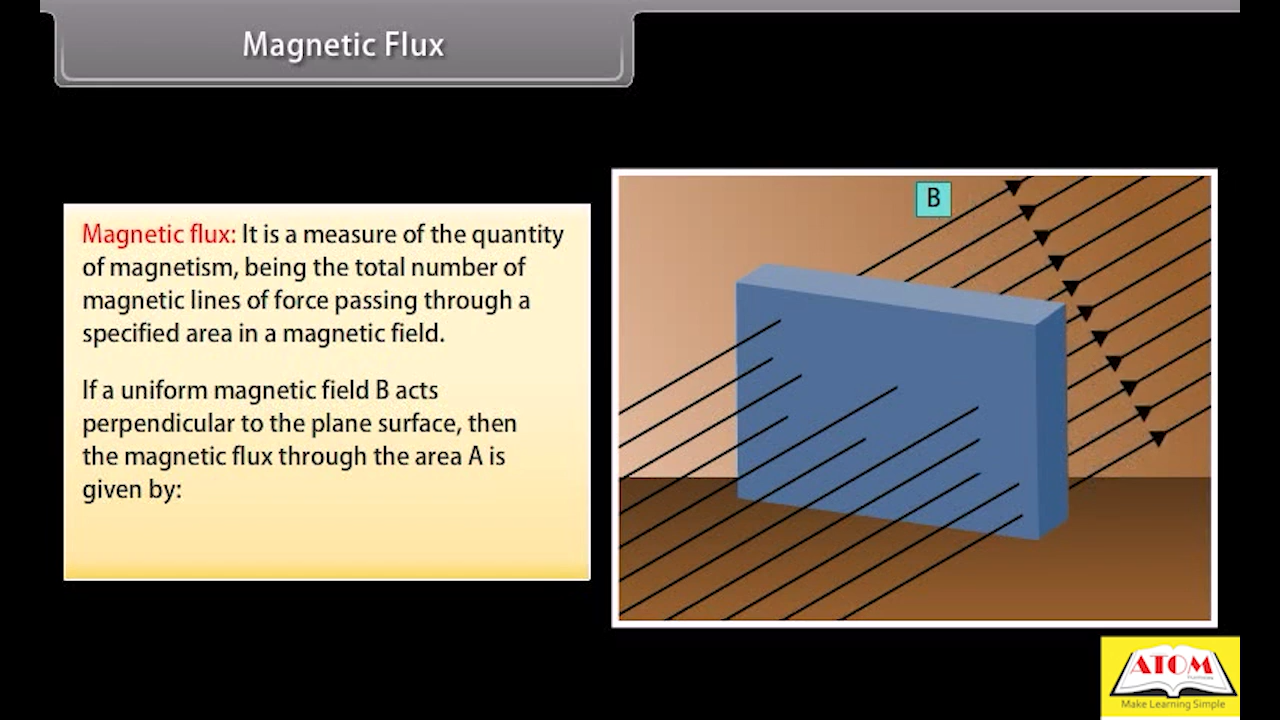 Magnetic Flux
Magnetic flux: It is a measure of the quantity
of magnetism, being the total number of
magnetic lines of force passing through a
specified area in a magnetic field.
If a uniform magnetic field B acts
perpendicular to the plane surface, then
the magnetic flux through the area A is
given by:
B
ATOM
Make Learning Simple